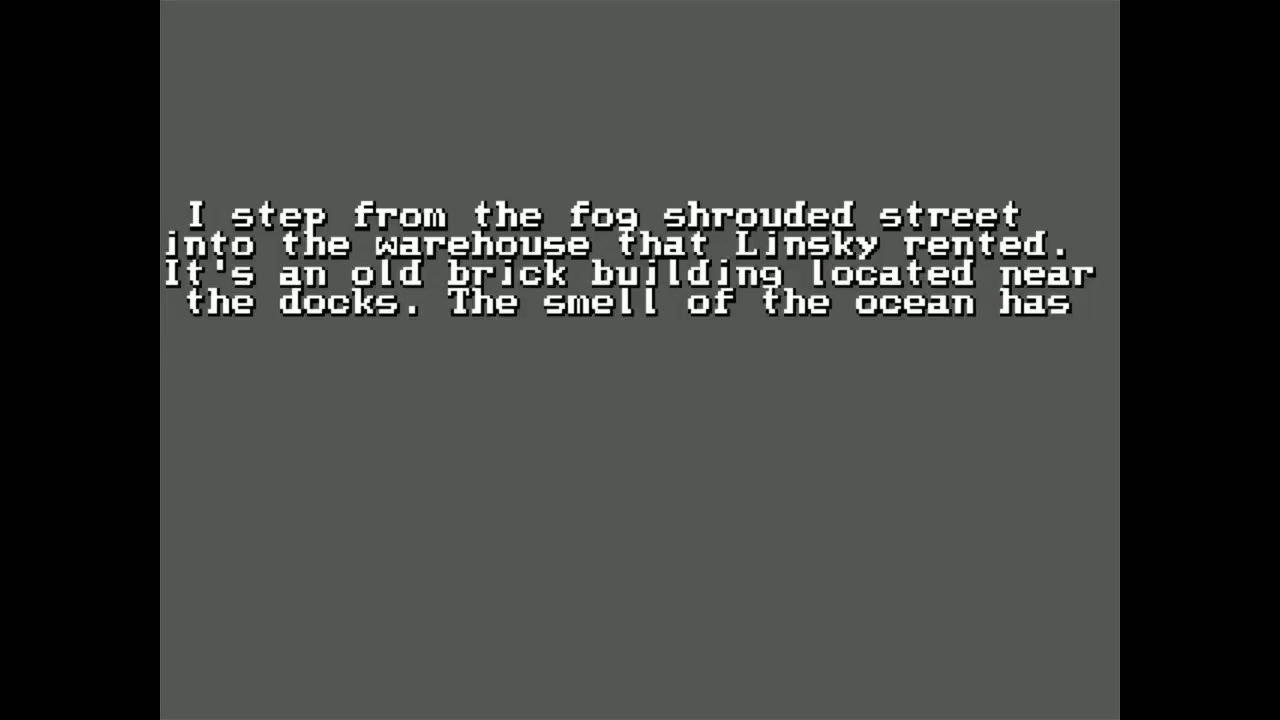 I step from the fog shrouded street
into the warehouse that Linsky rented.
It's an old brick building located near
the docks. The smell of the ocean has